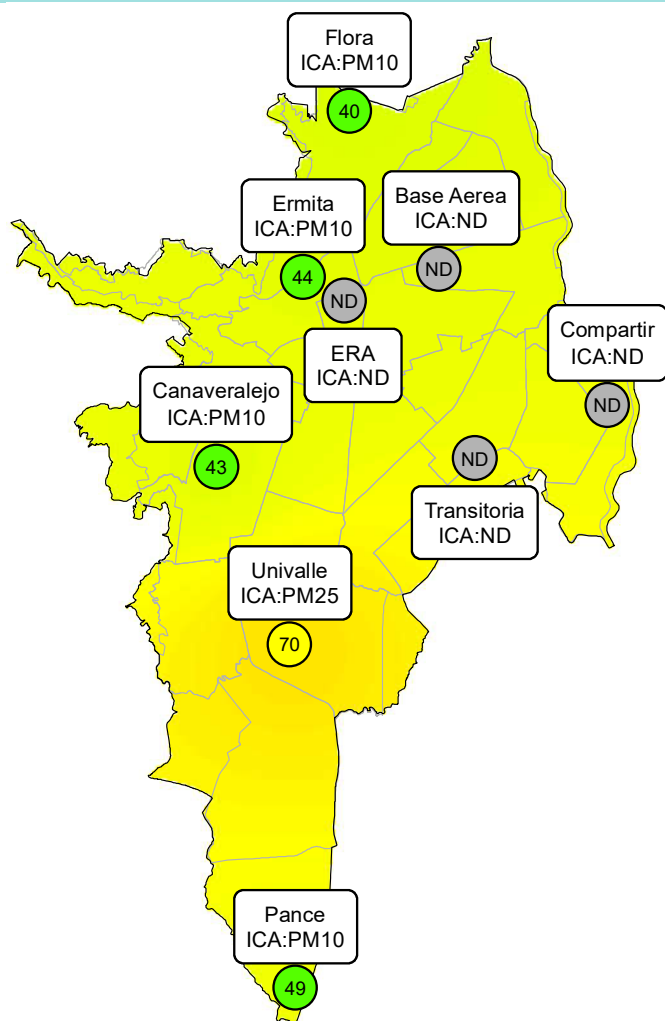 Flora
ICA:PM10
40
Ermita
ICA:PM10
44
Base Aerea
ICA:ND
ND
ND
ERA
ICA:ND
Compartir
ICA:ND
ND
Canaveralejo
ICA:PM10
43
ND
Transitoria
ICA:ND
Univalle
ICA:PM25
70
Pance
ICA:PM10
49